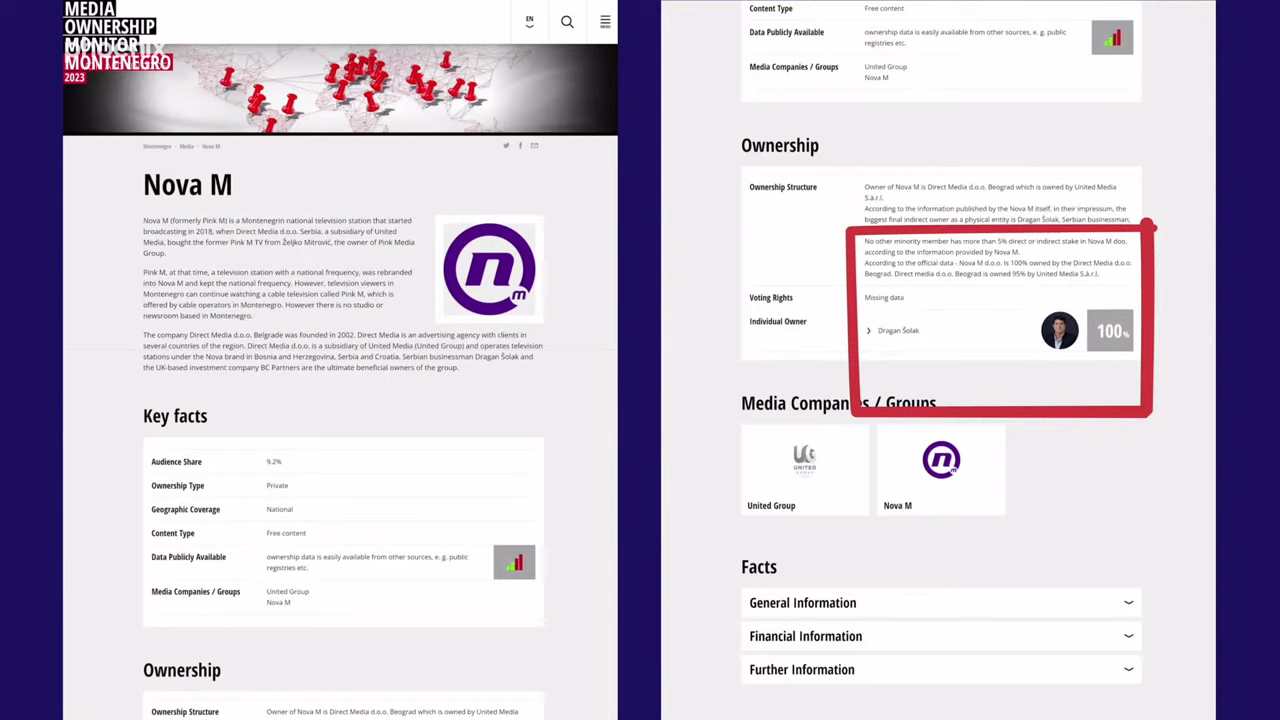 MEDIA
OWNERSHIP
MONITOR
MONTENEGRO
2023
EN
MENU
Montenegro
Media
Nova M
Nova M
Nova M (formerly Pink M) is a Montenegrin national television station that started
broadcasting in 2018, when Direct Media d.o.o. Serbia, a subsidiary of United
Media, bought the former Pink M TV from Željko Mitrović, the owner of Pink Media
Group.
Pink M, at that time, a television station with a national frequency, was rebranded
into Nova M and kept the national frequency. However, television viewers in
Montenegro can continue watching a cable television called Pink M, which is
offered by cable operators in Montenegro. However there is no studio or
newsroom based in Montenegro.
The company Direct Media d.o.o. Belgrade was founded in 2002. Direct Media is an advertising agency with clients in
several countries of the region. Direct Media d.o.o. is a subsidiary of United Media (United Group) and operates television
stations under the Nova brand in Bosnia and Herzegovina, Serbia and Croatia. Serbian businessman Dragan Šolak and
the UK-based investment company BC Partners are the ultimate beneficial owners of the group.
n
m
Key facts
Audience Share 9.2%
Ownership Type Private
Geographic Coverage National
Content Type Free content
Data Publicly Available ownership data is easily available from other sources, e. g. public
registries etc.
Media Companies / Groups United Group
Nova M
Ownership
Ownership Structure Owner of Nova M is Direct Media d.o.o. Beograd which is owned by United Media
Content Type Free content
Data Publicly Available ownership data is easily available from other sources, e. g. public
registries etc.
Media Companies / Groups United Group
Nova M
Ownership
Ownership Structure Owner of Nova M is Direct Media d.o.o. Beograd which is owned by United Media
S.à.r.l.
According to the information published by the Nova M itself, in their impressum, the
biggest final indirect owner as a physical entity is Dragan Šolak, Serbian businessman,
No other minority member has more than 5% direct or indirect stake in Nova M doo,
according to the information provided by Nova M.
According to the official data - Nova M d.o.o. Is 100% owned by the Direct Media d.o.o.
Beograd. Direct media d.o.o. Beograd is owned 95% by United Media S.à.r.l.
Voting Rights Missing data
Individual Owner Dragan Šolak 100%
Media Companies / Groups
UG
UNITED
GROUP
United Group
n
m
Nova M
Facts
General Information
Financial Information
Further Information